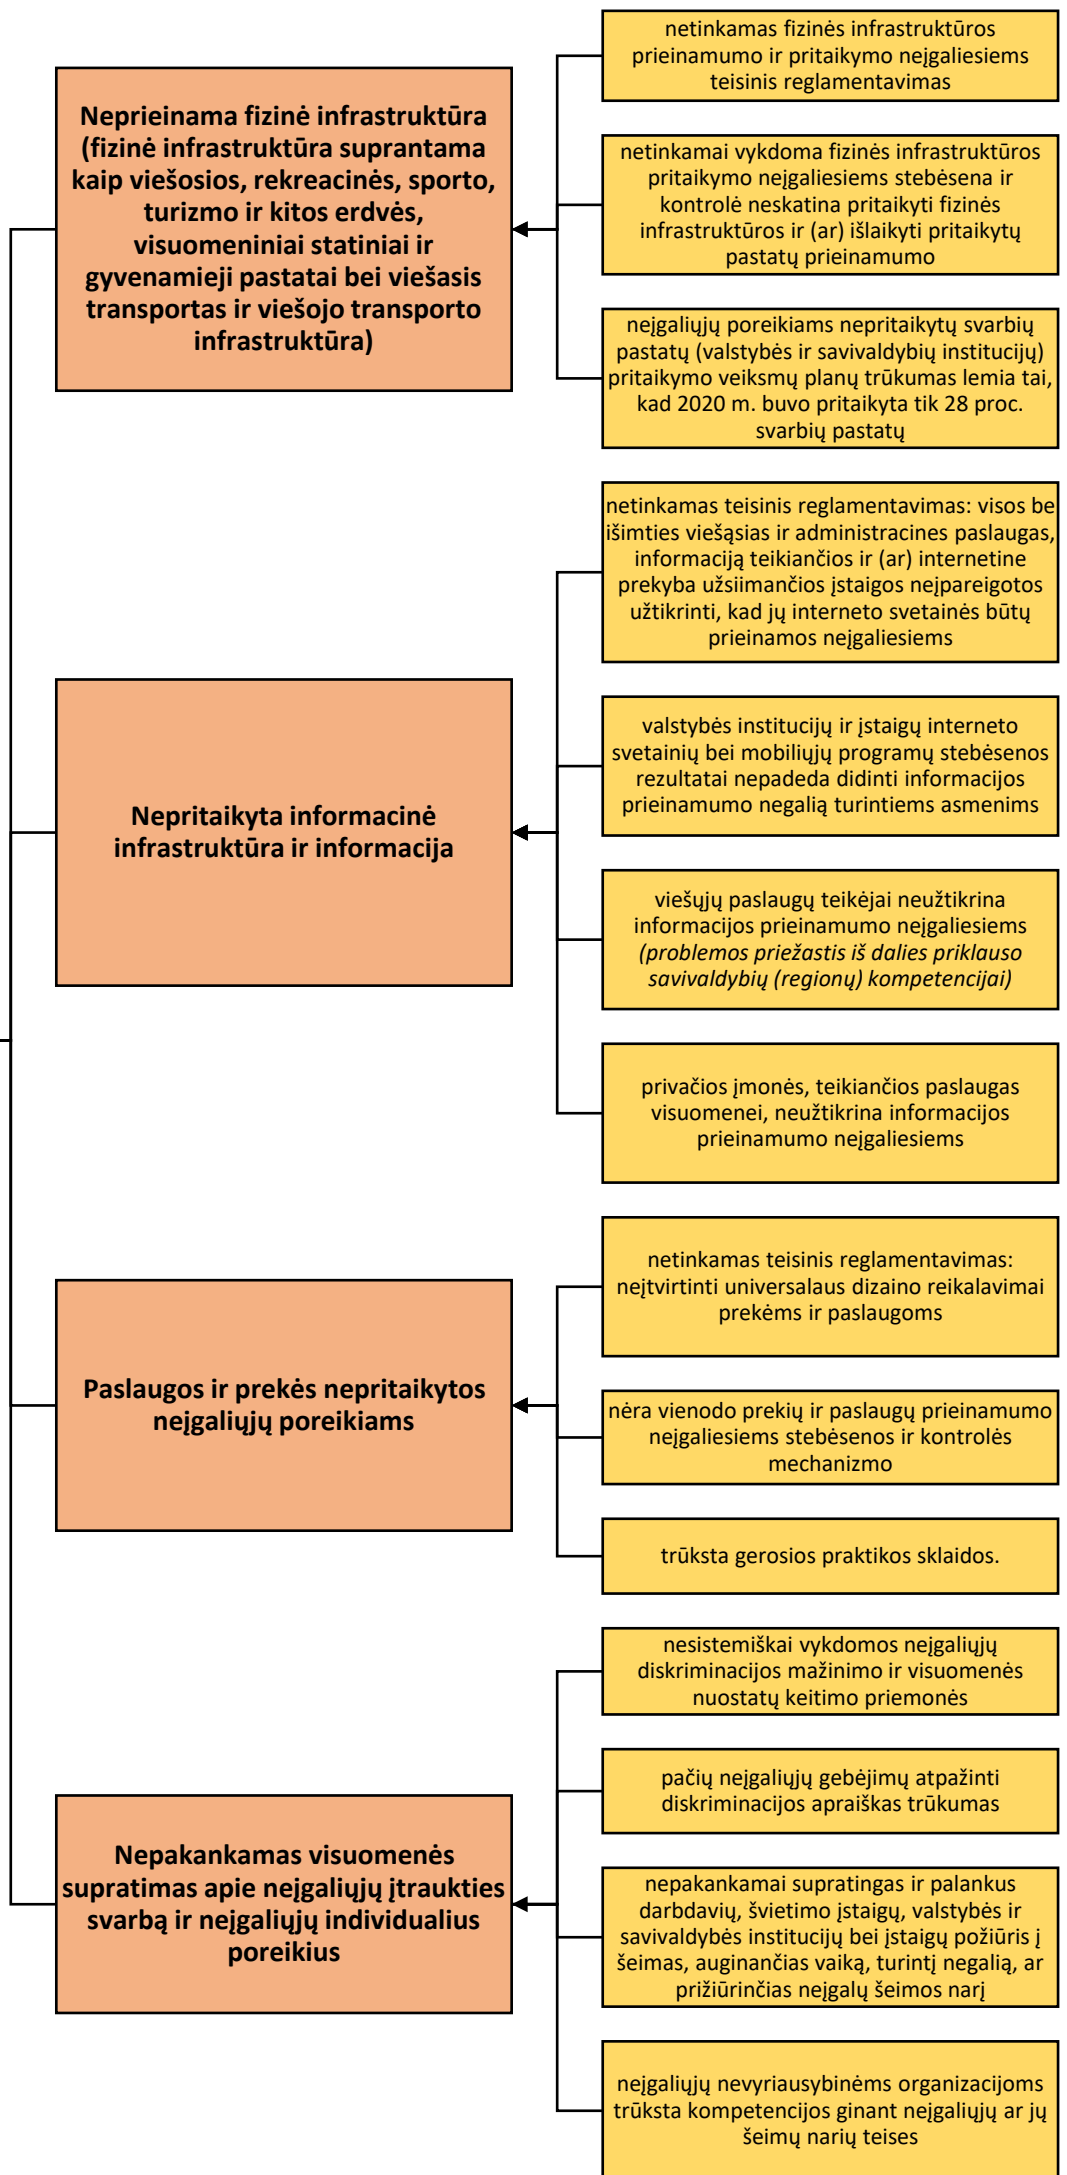 Neprieinama fizinė infrastruktūra
(fizinė infrastruktūra suprantama
kaip viešosios, rekreacinės, sporto,
turizmo ir kitos erdvės,
visuomeniniai statiniai ir
gyvenamieji pastatai bei viešasis
transportas ir viešojo transporto
infrastruktūra)
netinkamas fizinės infrastruktūros
prieinamumo ir pritaikymo neįgaliesiems
teisinis reglamentavimas
netinkamai vykdoma fizinės infrastruktūros
pritaikymo neįgaliesiems stebėsena ir
kontrolė neskatina pritaikyti fizinės
infrastruktūros ir (ar) išlaikyti pritaikytų
pastatų prieinamumo
neįgaliųjų poreikiams nepritaikytų svarbių
pastatų (valstybės ir savivaldybių institucijų)
pritaikymo veiksmų planų trūkumas lemia tai,
kad 2020 m. buvo pritaikyta tik 28 proc.
svarbių pastatų
Nepritaikyta informacinė
infrastruktūra ir informacija
netinkamas teisinis reglamentavimas: visos be
išimties viešąsias ir administracines paslaugas,
informaciją teikiančios ir (ar) internetine
prekyba užsiimančios įstaigos neįpareigotos
užtikrinti, kad jų interneto svetainės būtų
prieinamos neįgaliesiems
valstybės institucijų ir įstaigų interneto
svetainių bei mobiliųjų programų stebėsenos
rezultatai nepadeda didinti informacijos
prieinamumo negalią turintiems asmenims
viešųjų paslaugų teikėjai neužtikrina
informacijos prieinamumo neįgaliesiems
(problemos priežastis iš dalies priklauso
savivaldybių (regionų) kompetencijai)
privačios įmonės, teikiančios paslaugas
visuomenei, neužtikrina informacijos
prieinamumo neįgaliesiems
Paslaugos ir prekės nepritaikytos
neįgaliųjų poreikiams
netinkamas teisinis reglamentavimas:
neįtvirtinti universalaus dizaino reikalavimai
prekėms ir paslaugoms
nėra vienodo prekių ir paslaugų prieinamumo
neįgaliesiems stebėsenos ir kontrolės
mechanizmo
trūksta gerosios praktikos sklaidos.
Nepakankamas visuomenės
supratimas apie neįgaliųjų įtraukties
svarbą ir neįgaliųjų individualius
poreikius
nesistemiškai vykdomos neįgaliųjų
diskriminacijos mažinimo ir visuomenės
nuostatų keitimo priemonės
pačių neįgaliųjų gebėjimų atpažinti
diskriminacijos apraiškas trūkumas
nepakankamai supratingas ir palankus
darbdavių, švietimo įstaigų, valstybės ir
savivaldybės institucijų bei įstaigų požiūris į
šeimas, auginančias vaiką, turintį negalią, ar
prižiūrinčias neįgalų šeimos narį
neįgaliųjų nevyriausybinėms organizacijoms
trūksta kompetencijos ginant neįgaliųjų ar jų
šeimų narių teises